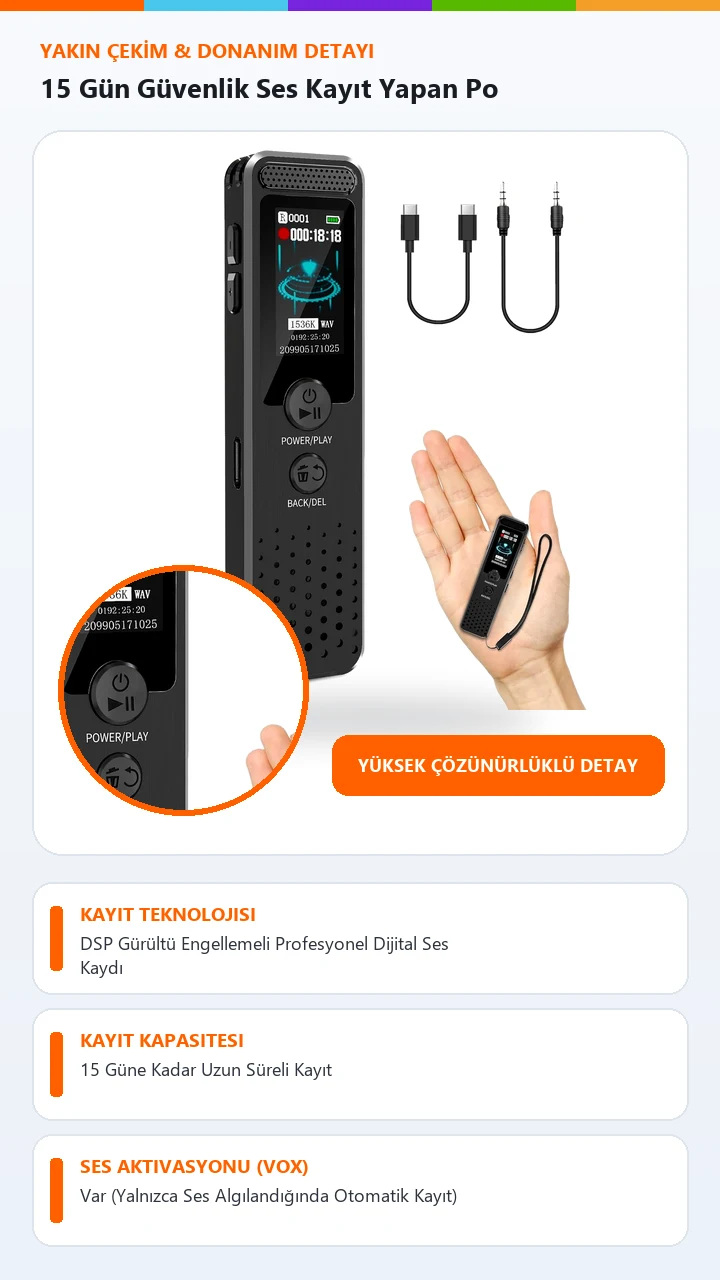 YAKIN ÇEKİM & DONANIM DETAYI
15 Gün Güvenlik Ses Kayıt Yapan Po
R 0001
000:18:18
1536K WAV
0192:25:20
209905171025
POWER/PLAY
BACK/DEL
36K WAV
0192:25:20
209905171025
POWER/PLAY
YÜKSEK ÇÖZÜNÜRLÜKLÜ DETAY
KAYIT TEKNOLOJISI
DSP Gürültü Engellemeli Profesyonel Dijital Ses
Kaydı
KAYIT KAPASITESI
15 Güne Kadar Uzun Süreli Kayıt
SES AKTIVASYONU (VOX)
Var (Yalnızca Ses Algılandığında Otomatik Kayıt)